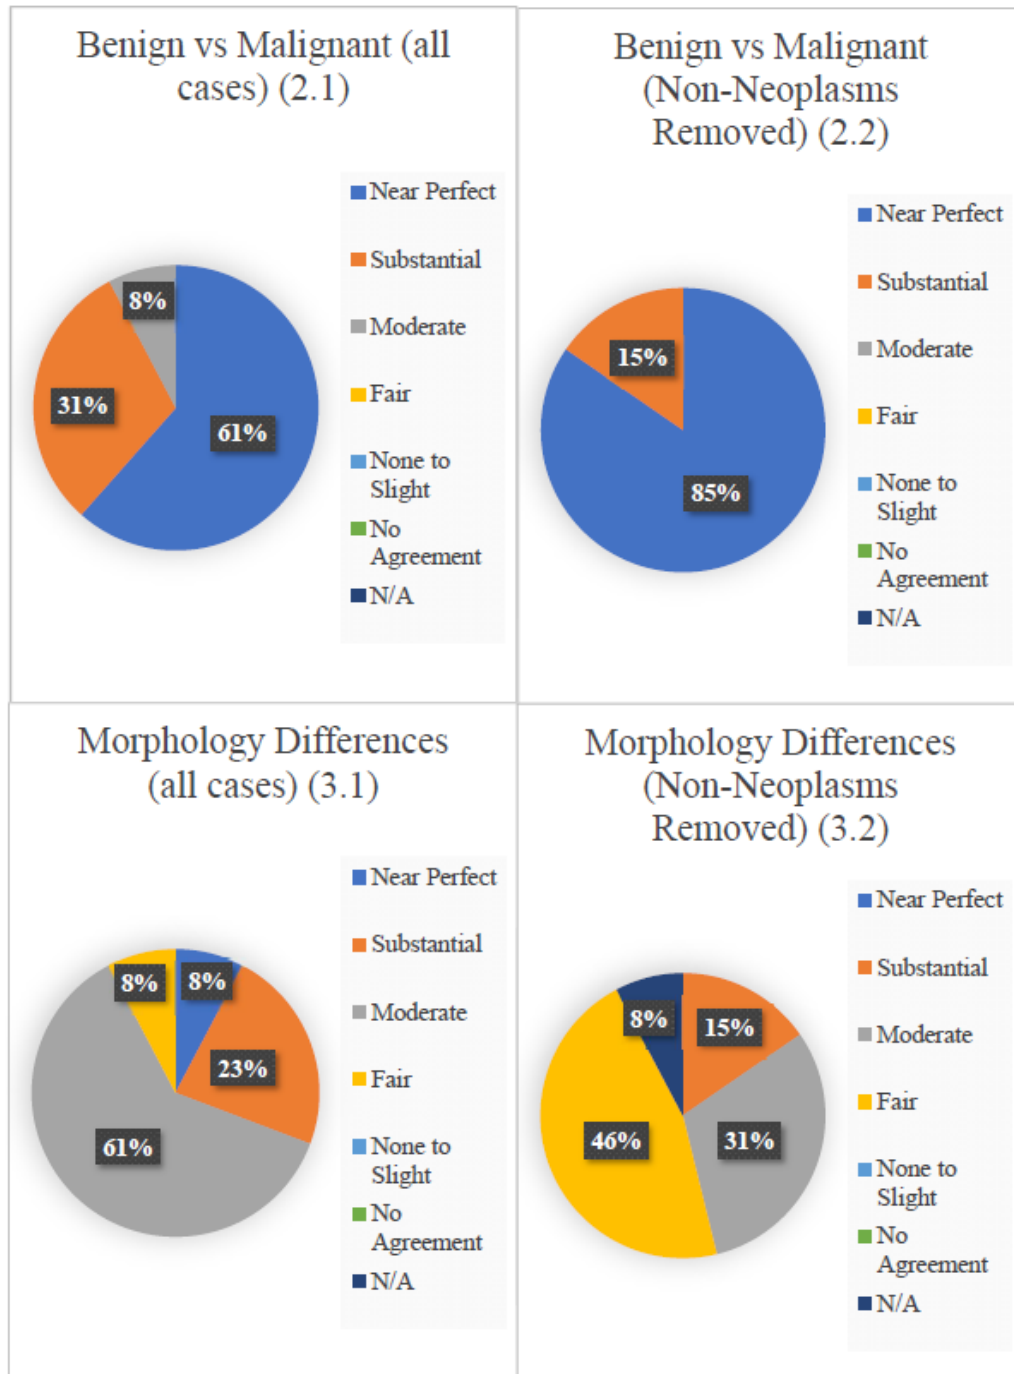 Benign vs Malignant (all
cases) (2.1)
Near Perfect
Substantial
Moderate
Fair
None to
Slight
No
Agreement
N/A
8%
31%
61%
Benign vs Malignant
(Non-Neoplasms
Removed) (2.2)
Near Perfect
Substantial
Moderate
Fair
None to
Slight
No
Agreement
N/A
15%
85%
Morphology Differences
(all cases) (3.1)
Near Perfect
Substantial
Moderate
Fair
None to
Slight
No
Agreement
N/A
8%
8%
23%
61%
Morphology Differences
(Non-Neoplasms
Removed) (3.2)
Near Perfect
Substantial
Moderate
Fair
None to
Slight
No
Agreement
N/A
8%
15%
46%
31%